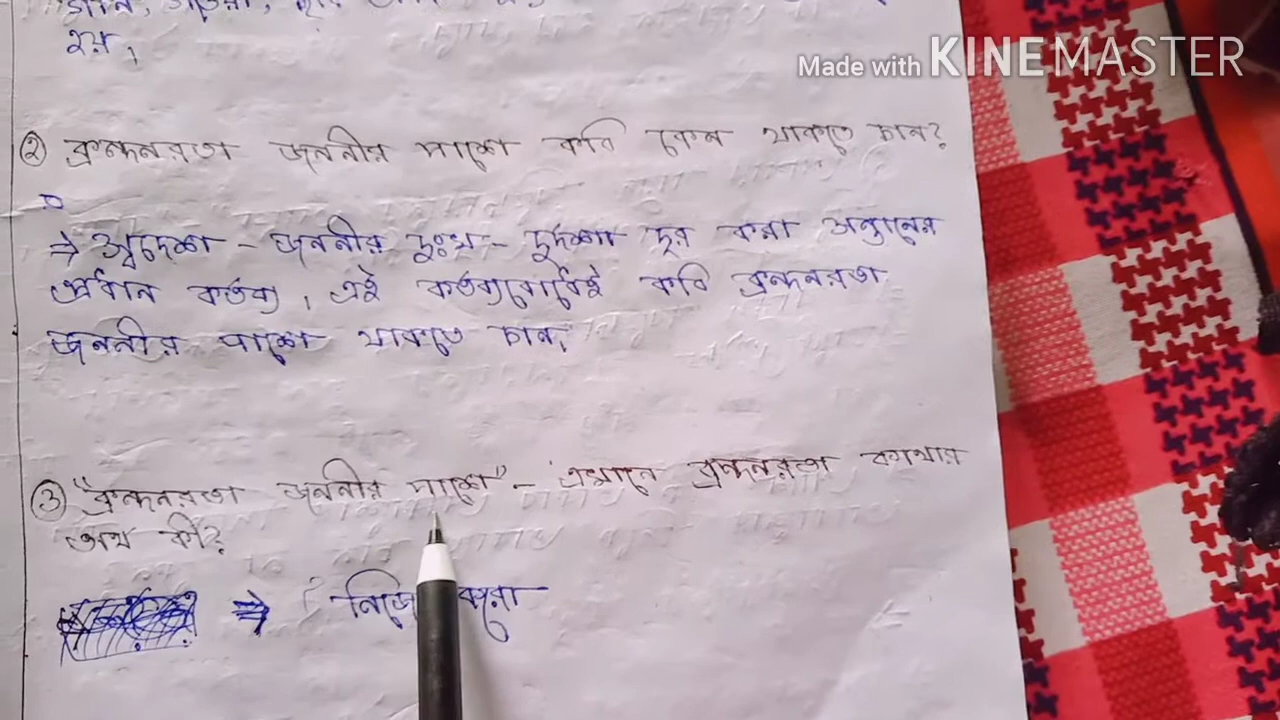 হয়।
Made with KINEMASTER
② ক্রন্দনরতা জননীর পাশে কবি কেন থাকতে চান?
⇒ স্বদেশ - জননীর দুঃখ - দুর্দশা দূর করা সন্তানের
প্রধান কর্তব্য। এই কর্তব্যবোধেই কবি ক্রন্দনরতা
জননীর পাশে থাকতে চান।
③ "ক্রন্দনরতা জননীর পাশে" - এখানে ক্রন্দনরতা কথার
অর্থ কী?
⇒ নিজে করো